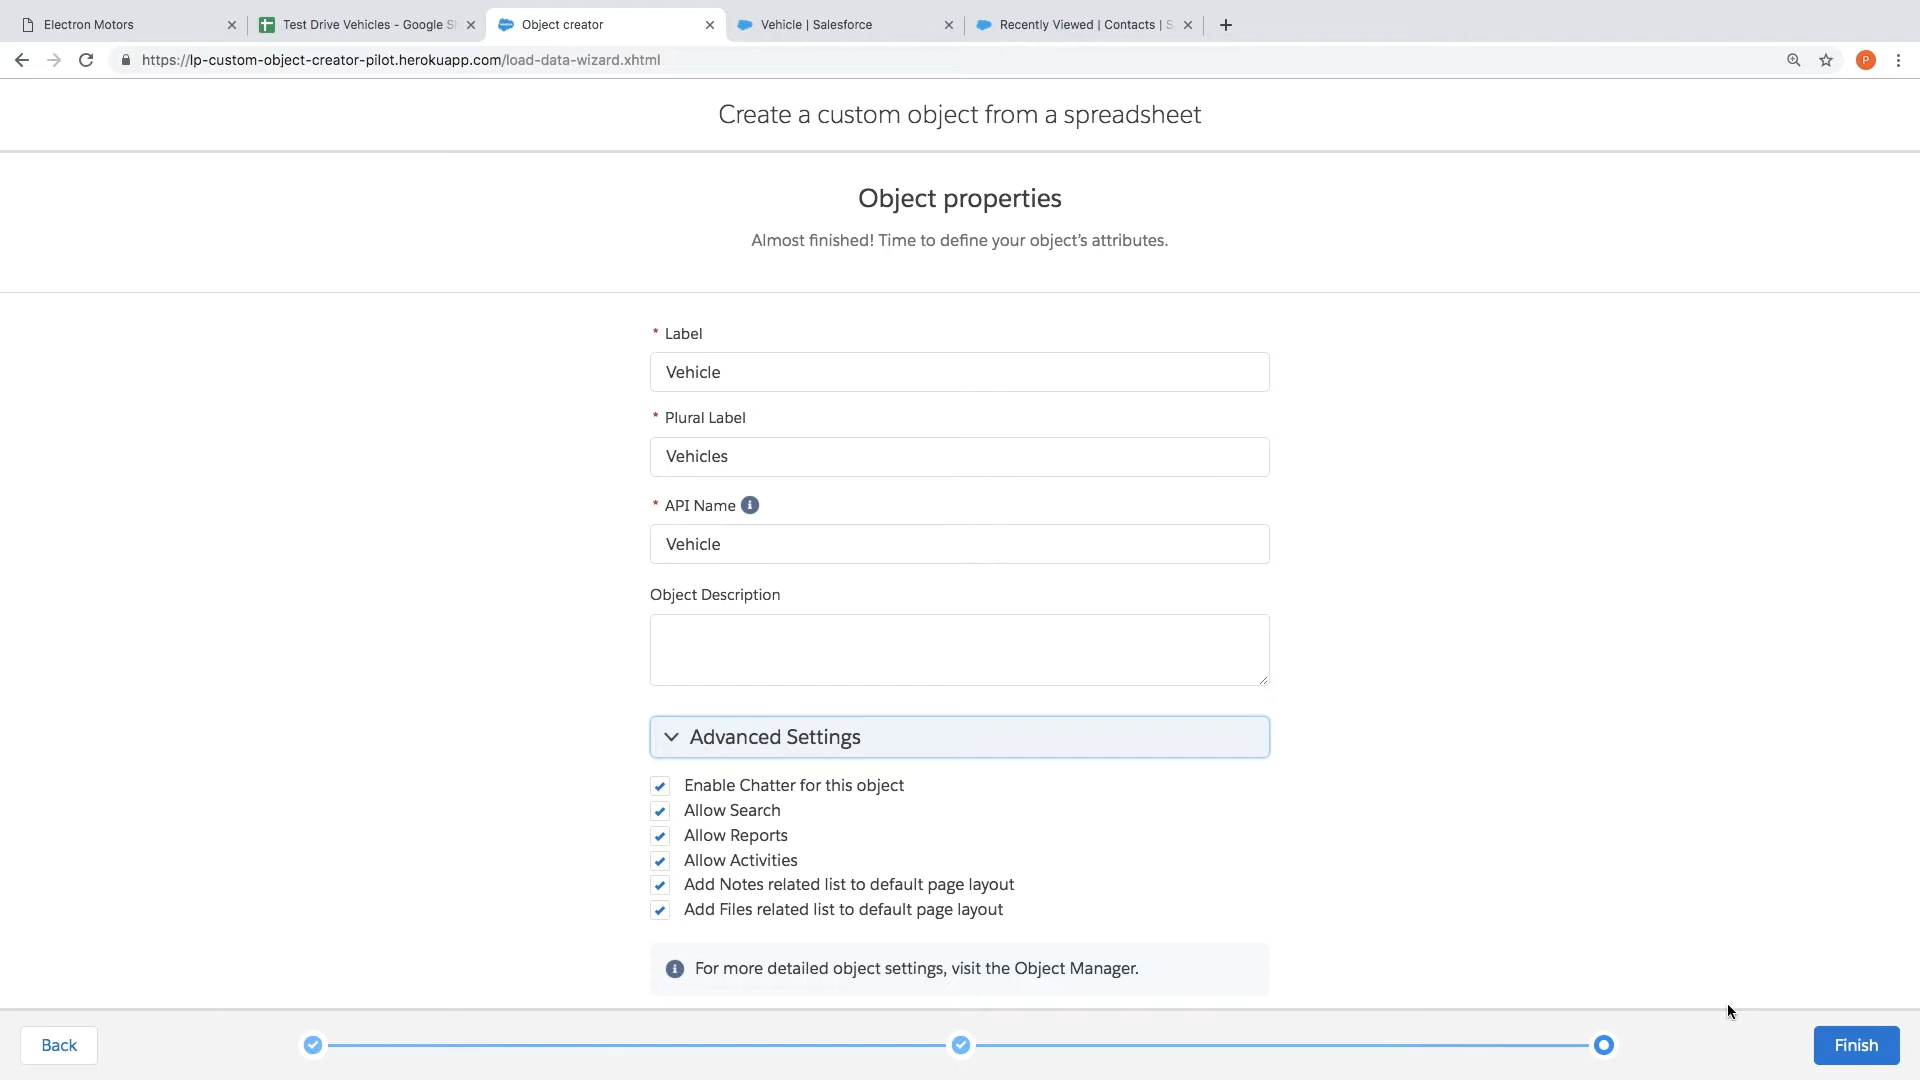 Electron Motors
Test Drive Vehicles - Google Sh
Object creator
Vehicle | Salesforce
Recently Viewed | Contacts | S
https://lp-custom-object-creator-pilot.herokuapp.com/load-data-wizard.xhtml
P
Create a custom object from a spreadsheet
Object properties
Almost finished! Time to define your object's attributes.
* Label
Vehicle
* Plural Label
Vehicles
* API Name
Vehicle
Object Description
Advanced Settings
Enable Chatter for this object
Allow Search
Allow Reports
Allow Activities
Add Notes related list to default page layout
Add Files related list to default page layout
For more detailed object settings, visit the Object Manager.
Back
Finish